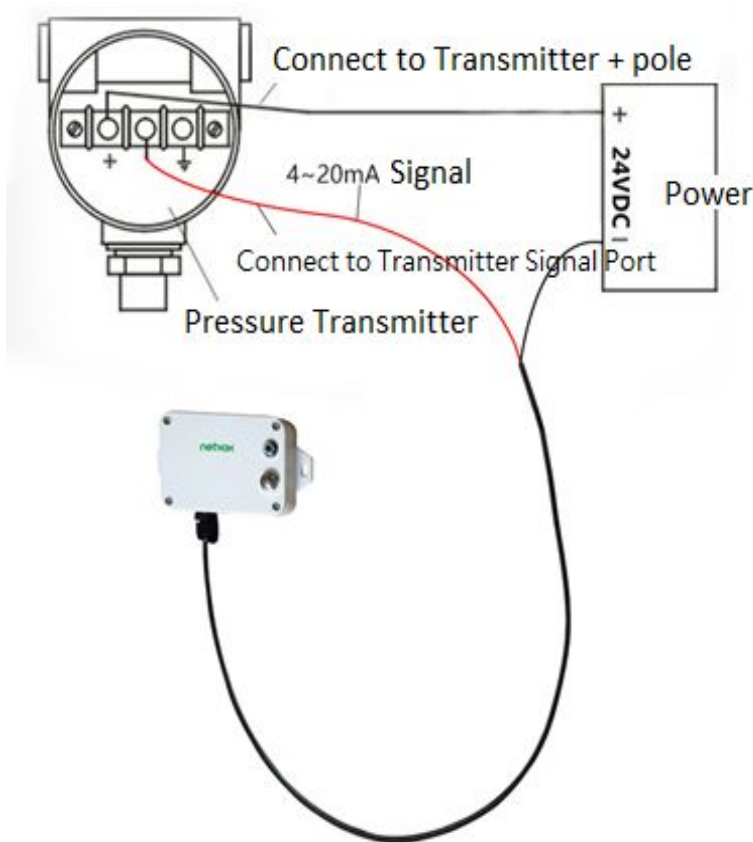 Connect to Transmitter + pole
+
24VDC
Power
−
+
4~20mA Signal
Connect to Transmitter Signal Port
Pressure Transmitter
netvox